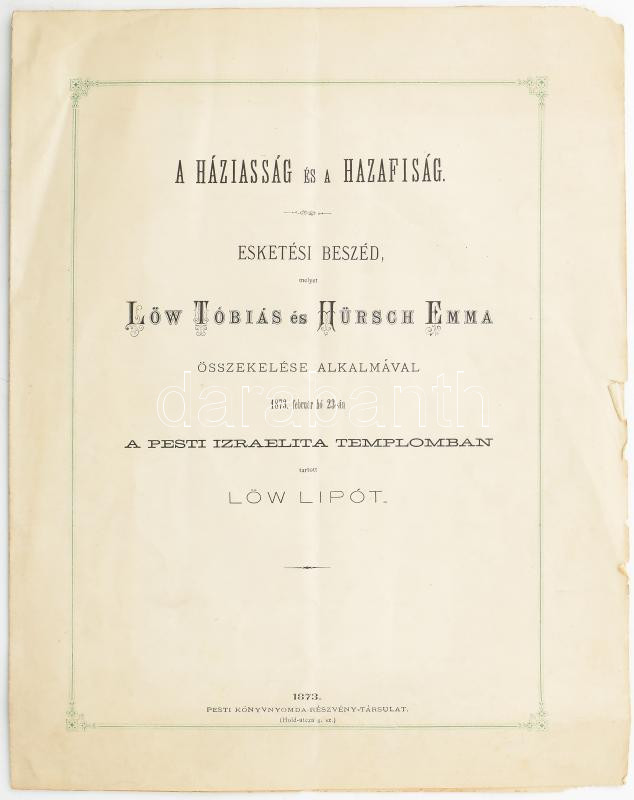 A HÁZIASSÁG ÉS A HAZAFISÁG.
ESKETÉSI BESZÉD,
melyet
LÖW TÓBIÁS és HÜRSCH EMMA
ÖSSZEKELÉSE ALKALMÁVAL
1873. február hó 23-án
darabanth
A PESTI IZRAELITA TEMPLOMBAN
tartott
LÖW LIPÓT.
1873.
PESTI KÖNYVNYOMDA-RÉSZVÉNY-TÁRSULAT.
(Hold-utcza 4. sz.)